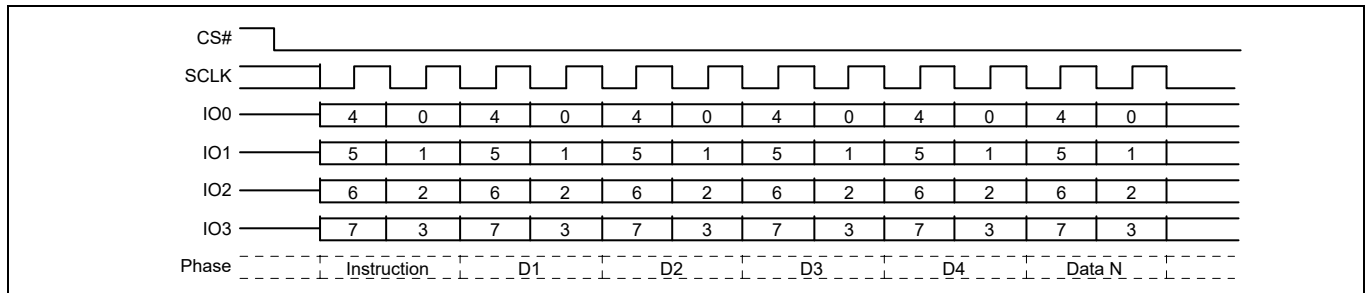 CS#
SCLK
IO0 4 0 4 0 4 0 4 0 4 0 4 0
IO1 5 1 5 1 5 1 5 1 5 1 5 1
IO2 6 2 6 2 6 2 6 2 6 2 6 2
IO3 7 3 7 3 7 3 7 3 7 3 7 3
Phase Instruction D1 D2 D3 D4 Data N